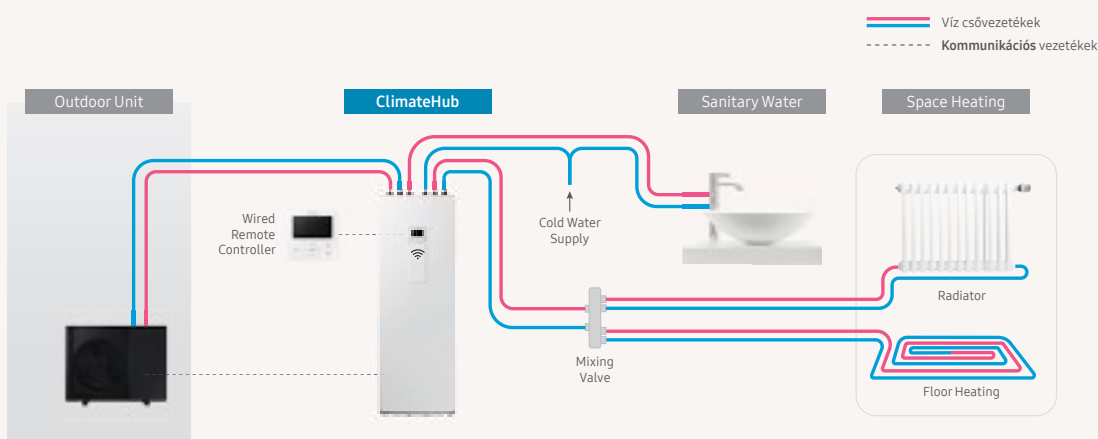 Víz csővezetékek
Kommunikációs vezetékek
Outdoor Unit
ClimateHub
Sanitary Water
Space Heating
Wired
Remote
Controller
Cold Water
Supply
Radiator
Mixing
Valve
Floor Heating